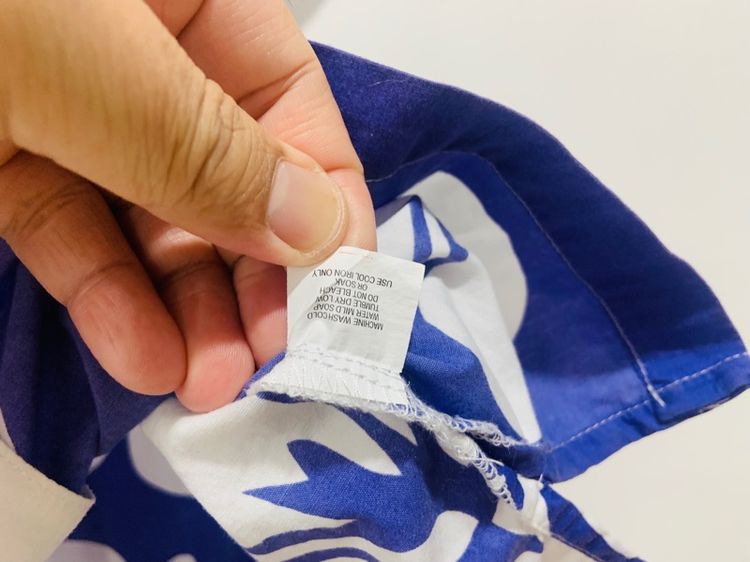 MACHINE WASH COLD
WATER MILD SOAP
TUMBLE DRY LOW
DO NOT BLEACH
OR SOAK
USE COOL IRON ONLY